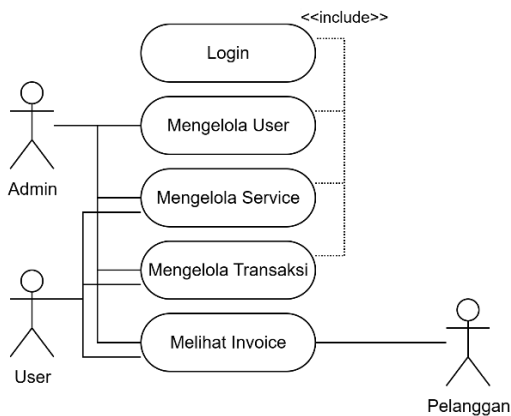 <<include>>
Login
Mengelola User
Admin
Mengelola Service
Mengelola Transaksi
Melihat Invoice
User
Pelanggan